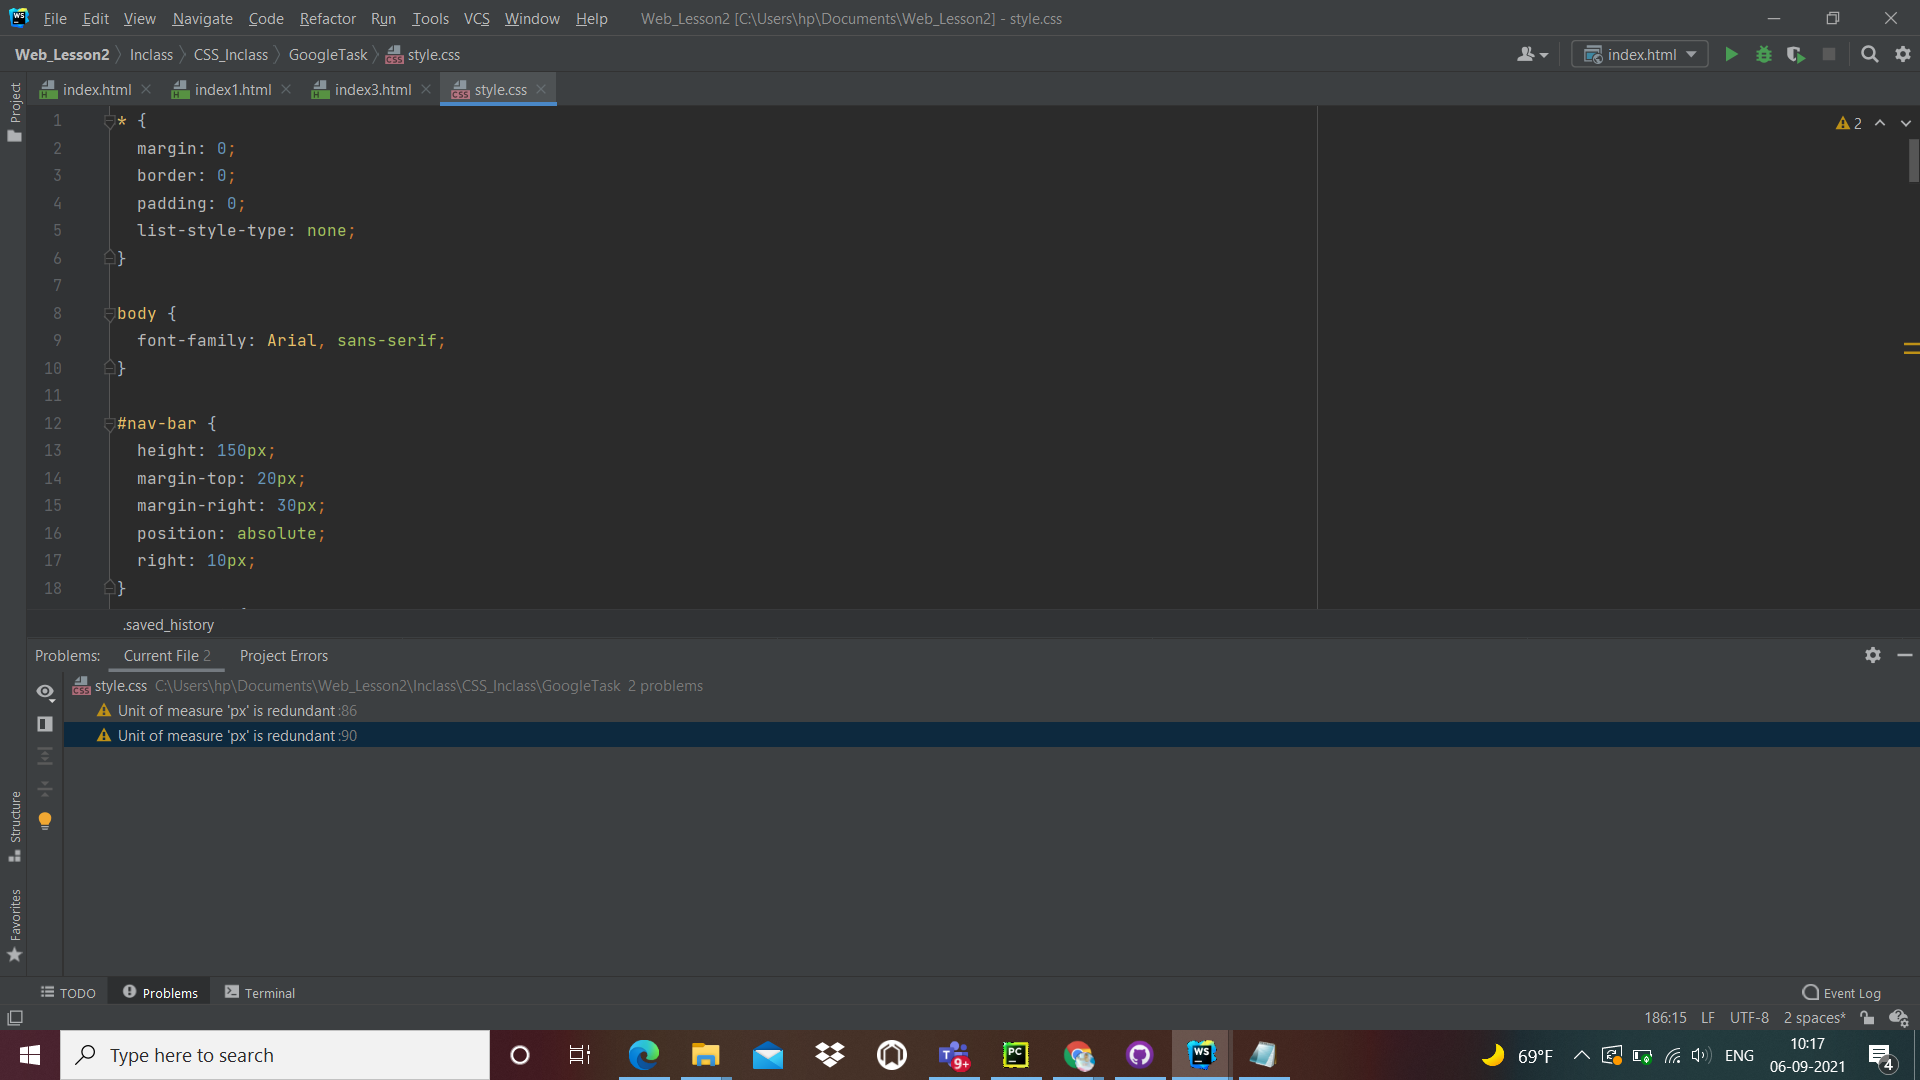 File Edit View Navigate Code Refactor Run Tools VCS Window Help Web_Lesson2 [C:\Users\hp\Documents\Web_Lesson2] - style.css
Web_Lesson2 Inclass CSS_Inclass GoogleTask style.css index.html
index.html index1.html index3.html style.css
Project
1 * {
2 margin: 0;
3 border: 0;
4 padding: 0;
5 list-style-type: none;
6 }
7
8 body {
9 font-family: Arial, sans-serif;
10 }
11
12 #nav-bar {
13 height: 150px;
14 margin-top: 20px;
15 margin-right: 30px;
16 position: absolute;
17 right: 10px;
18 }
2
.saved_history
Problems: Current File 2 Project Errors
style.css C:\Users\hp\Documents\Web_Lesson2\Inclass\CSS_Inclass\GoogleTask 2 problems
Unit of measure 'px' is redundant :86
Unit of measure 'px' is redundant :90
Structure
Favorites
TODO Problems Terminal Event Log
186:15 LF UTF-8 2 spaces*
Type here to search
T 9+ PC WS
69°F ENG 10:17
06-09-2021
4